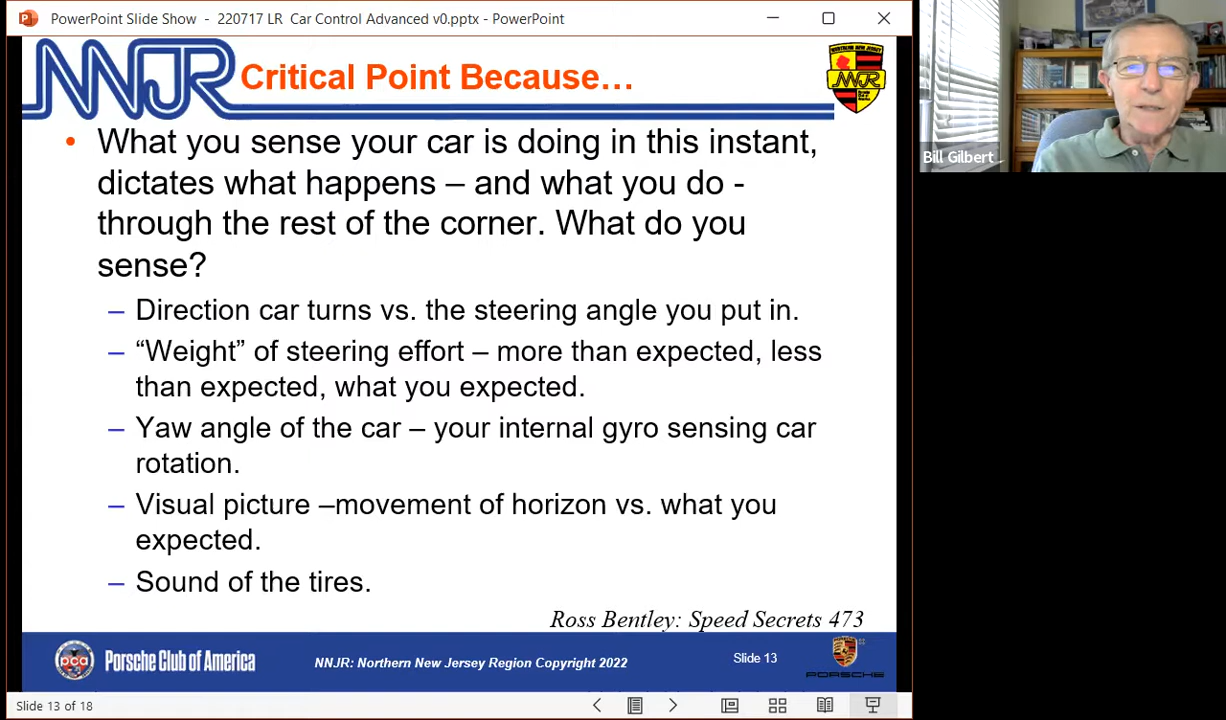 PowerPoint Slide Show - 220717 LR Car Control Advanced v0.pptx - PowerPoint
NNJR
Critical Point Because…
NNJR
Bill Gilbert
• What you sense your car is doing in this instant,
dictates what happens – and what you do -
through the rest of the corner. What do you
sense?
– Direction car turns vs. the steering angle you put in.
– “Weight” of steering effort – more than expected, less
than expected, what you expected.
– Yaw angle of the car – your internal gyro sensing car
rotation.
– Visual picture –movement of horizon vs. what you
expected.
– Sound of the tires.
Ross Bentley: Speed Secrets 473
pca
Porsche Club of America
NNJR: Northern New Jersey Region Copyright 2022
Slide 13
PORSCHE
Slide 13 of 18